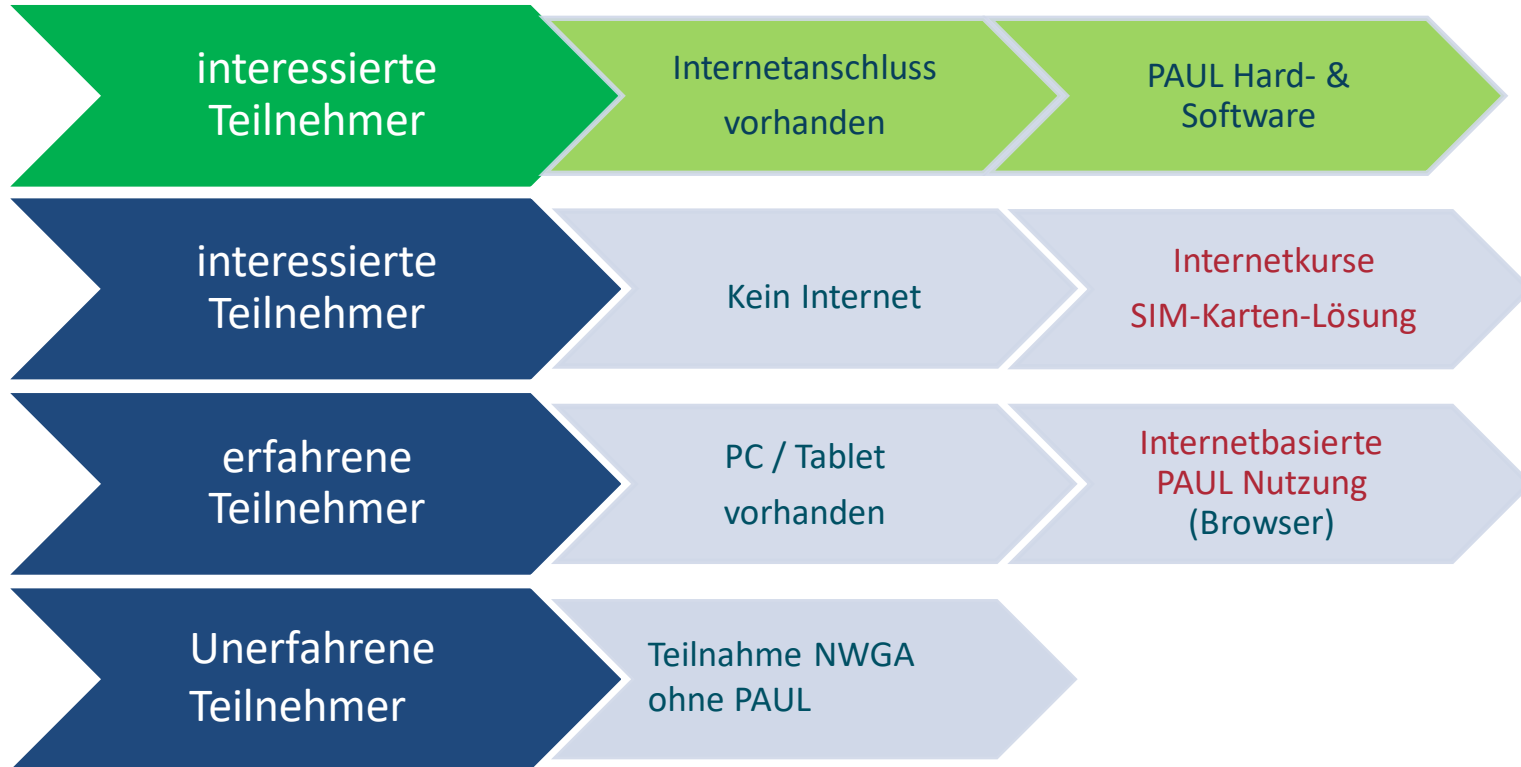 interessierte
Teilnehmer
Internetanschluss
vorhanden
PAUL Hard- &
Software
interessierte
Teilnehmer
Kein Internet
Internetkurse
SIM-Karten-Lösung
erfahrene
Teilnehmer
PC / Tablet
vorhanden
Internetbasierte
PAUL Nutzung
(Browser)
Unerfahrene
Teilnehmer
Teilnahme NWGA
ohne PAUL